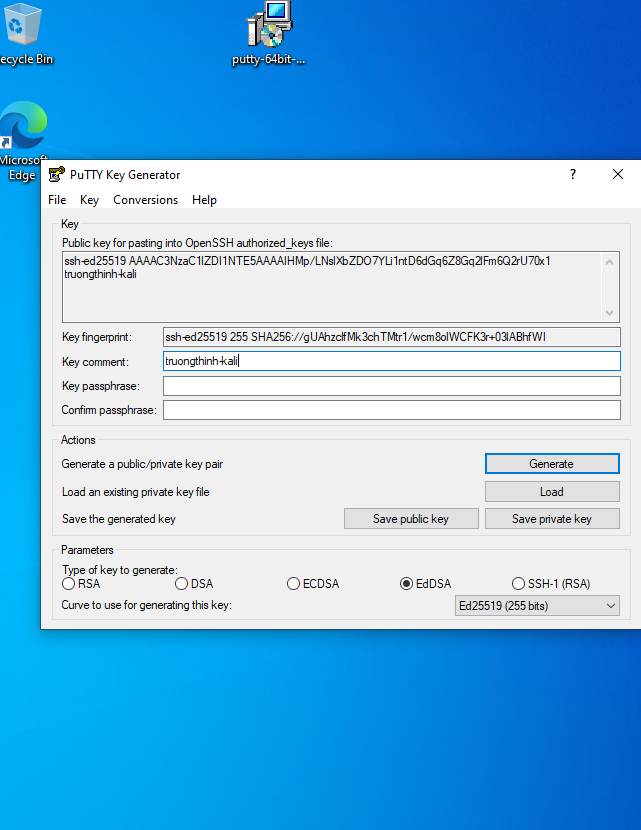 ecycle Bin
putty-64bit-...
Microsoft
Edge
PuTTY Key Generator
?
File Key Conversions Help
Key
Public key for pasting into OpenSSH authorized_keys file:
ssh-ed25519 AAAAC3NzaC1lZDI1NTE5AAAAIHMp/LNslXbZDO7YLi1ntD6dGq6Z8Gq2lFm6Q2rU70x1
truongthinh-kali
Key fingerprint: ssh-ed25519 255 SHA256://gUAhzclfMk3chTMtr1/wcm8olWCFK3r+03lABhfWI
Key comment: truongthinh-kali
Key passphrase:
Confirm passphrase:
Actions
Generate a public/private key pair Generate
Load an existing private key file Load
Save the generated key Save public key Save private key
Parameters
Type of key to generate:
RSA DSA ECDSA EdDSA SSH-1 (RSA)
Curve to use for generating this key: Ed25519 (255 bits)